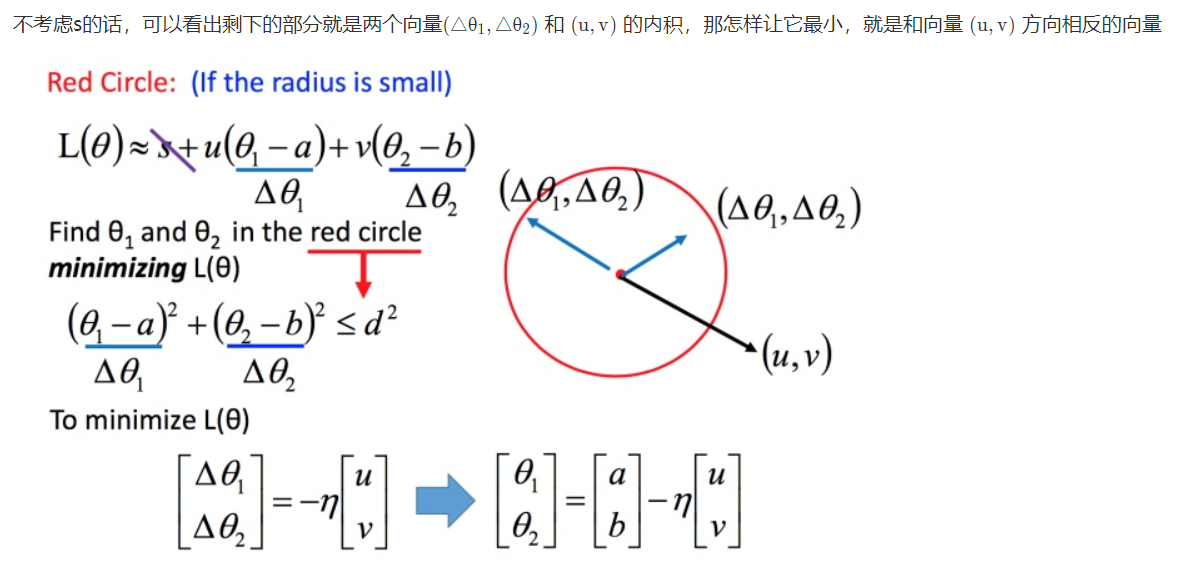 不考虑s的话，可以看出剩下的部分就是两个向量(△θ₁, △θ₂) 和 (u, v) 的内积，那怎样让它最小，就是和向量 (u, v) 方向相反的向量
Red Circle: (If the radius is small)
L(θ) ≈ s + u(θ₁ − a) + v(θ₂ − b)
Δθ₁ Δθ₂
(Δθ₁, Δθ₂) (Δθ₁, Δθ₂)
Find θ₁ and θ₂ in the red circle
minimizing L(θ)
(θ₁ − a)² + (θ₂ − b)² ≤ d²
(u, v)
Δθ₁ Δθ₂
To minimize L(θ)
[Δθ₁ Δθ₂] = −η [u v] [θ₁ θ₂] = [a b] − η [u v]